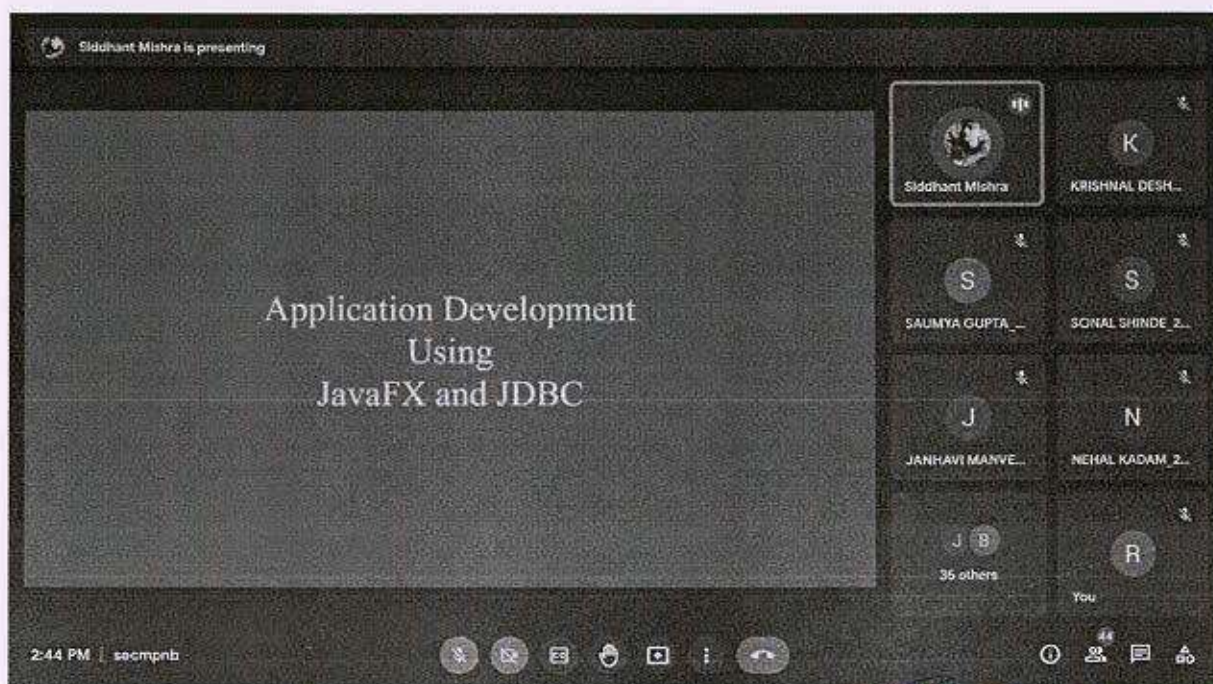 Siddhant Mishra is presenting
Application Development
Using
JavaFX and JDBC
Siddhant Mishra
K
KRISHNAL DESH...
S
SAUMYA GUPTA_...
S
SONAL SHINDE_2...
J
JANHAVI MANVE...
N
NEHAL KADAM_2...
J B
36 others
R
You
2:44 PM | secmpnb
CC
44